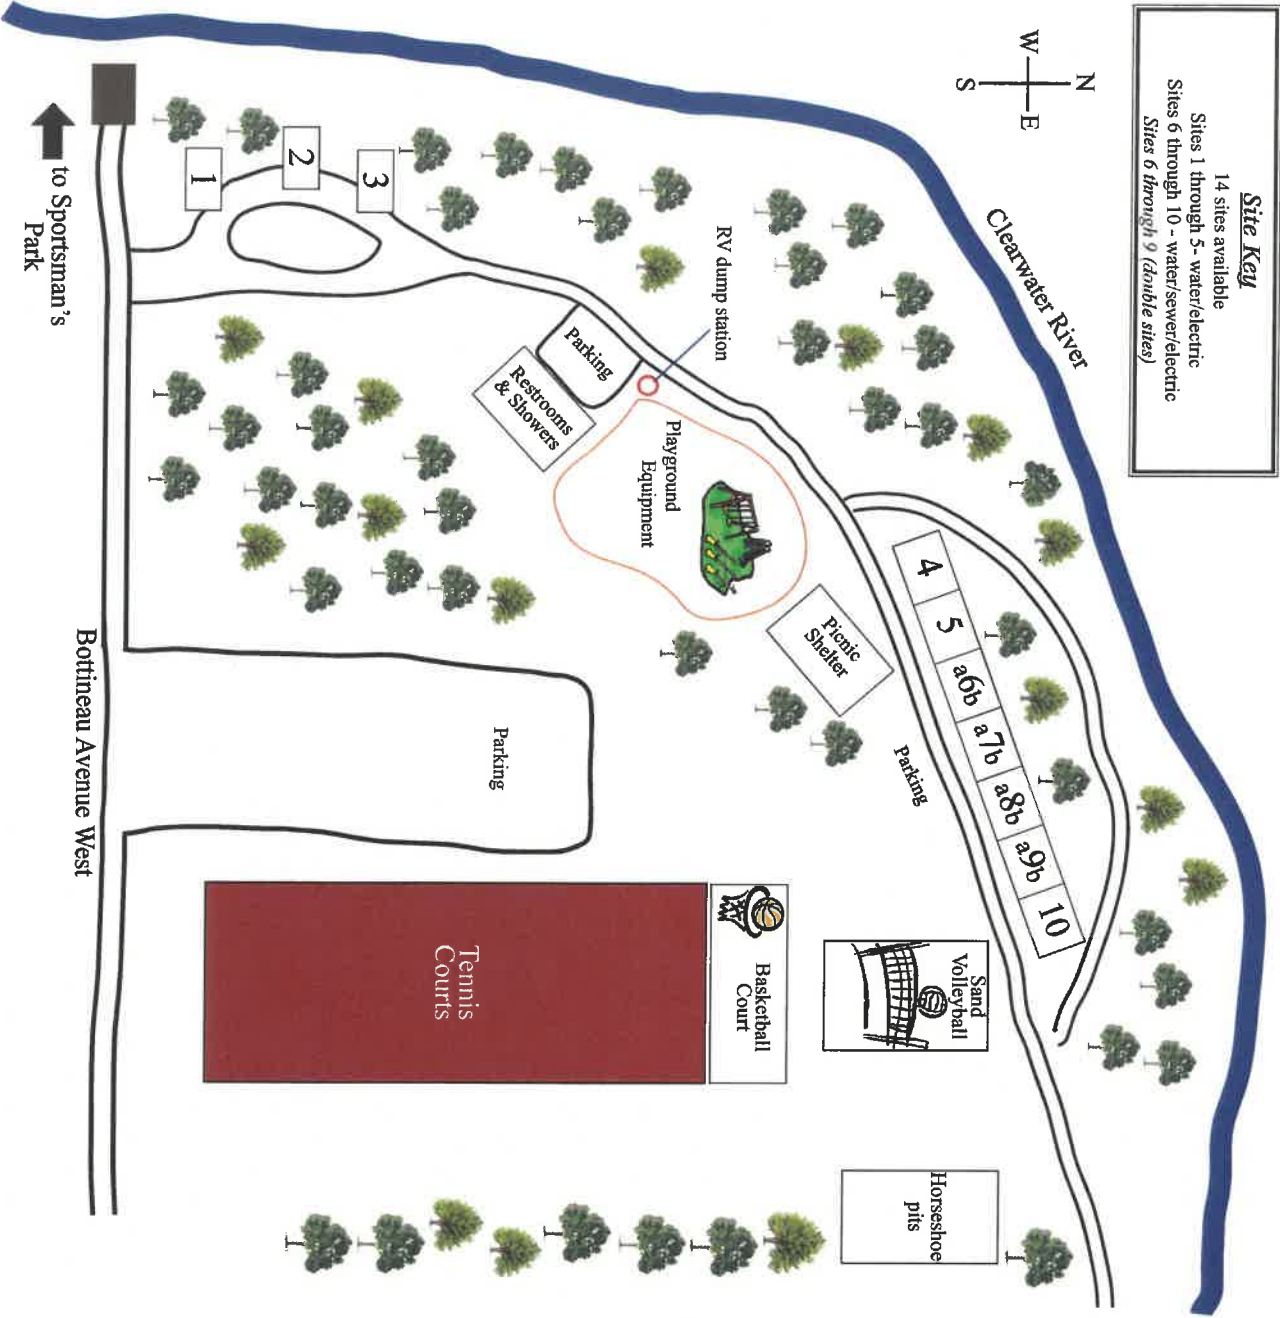 Site Key
14 sites available
Sites 1 through 5- water/electric
Sites 6 through 10 - water/sewer/electric
Sites 6 through 9 (double sites)
N
W
E
S
Clearwater River
RV dump station
1
2
3
Parking
Restrooms
& Showers
Playground
Equipment
Picnic
Shelter
4
5
a6b
a7b
a8b
a9b
10
Parking
Sand
Volleyball
Basketball
Court
Tennis
Courts
Parking
Horseshoe
pits
to Sportsman's
Park
Bottineau Avenue West